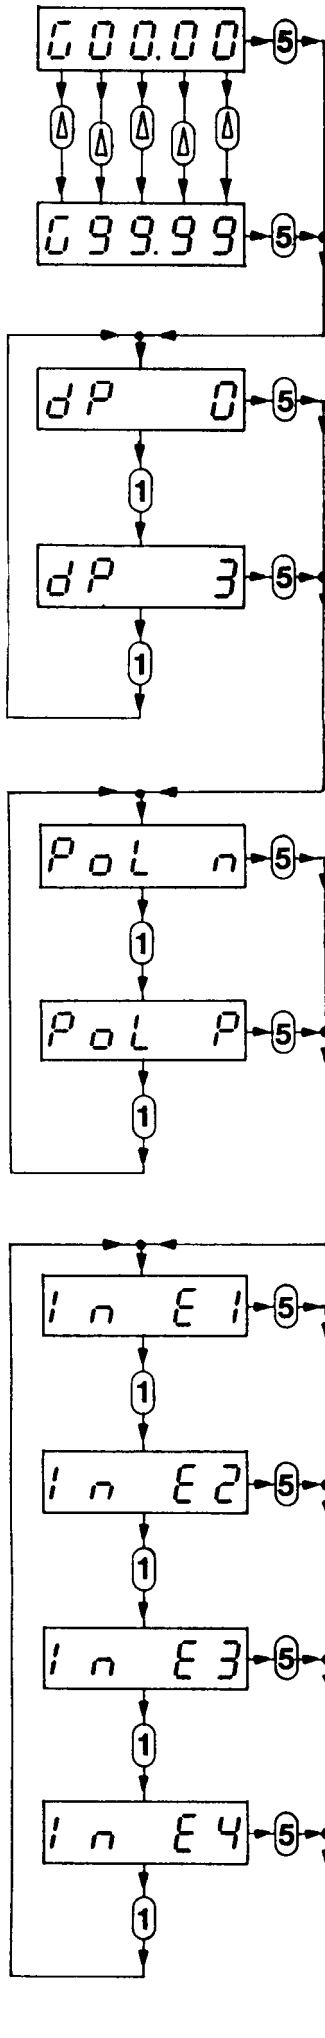 G00.00 5
Δ Δ Δ Δ Δ
G99.99 5
dP 0 5
1
dP 3 5
1
PoL n 5
1
PoL P 5
1
In E1 5
1
In E2 5
1
In E3 5
1
In E4 5
1